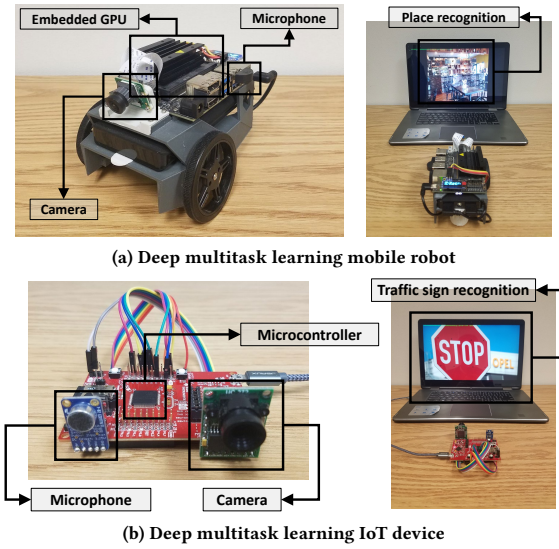 Embedded GPU
Microphone
Place recognition
Camera
(a) Deep multitask learning mobile robot
Traffic sign recognition
Microcontroller
STOP
OPEL
Microphone
Camera
(b) Deep multitask learning IoT device